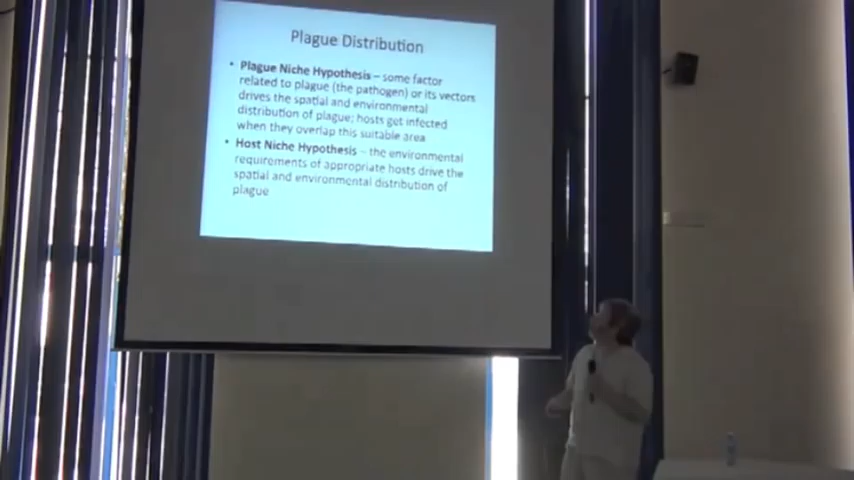 Plague Distribution
• Plague Niche Hypothesis – some factor
related to plague (the pathogen) or its vectors
drives the spatial and environmental
distribution of plague; hosts get infected
when they overlap this suitable area
• Host Niche Hypothesis – the environmental
requirements of appropriate hosts drive the
spatial and environmental distribution of
plague